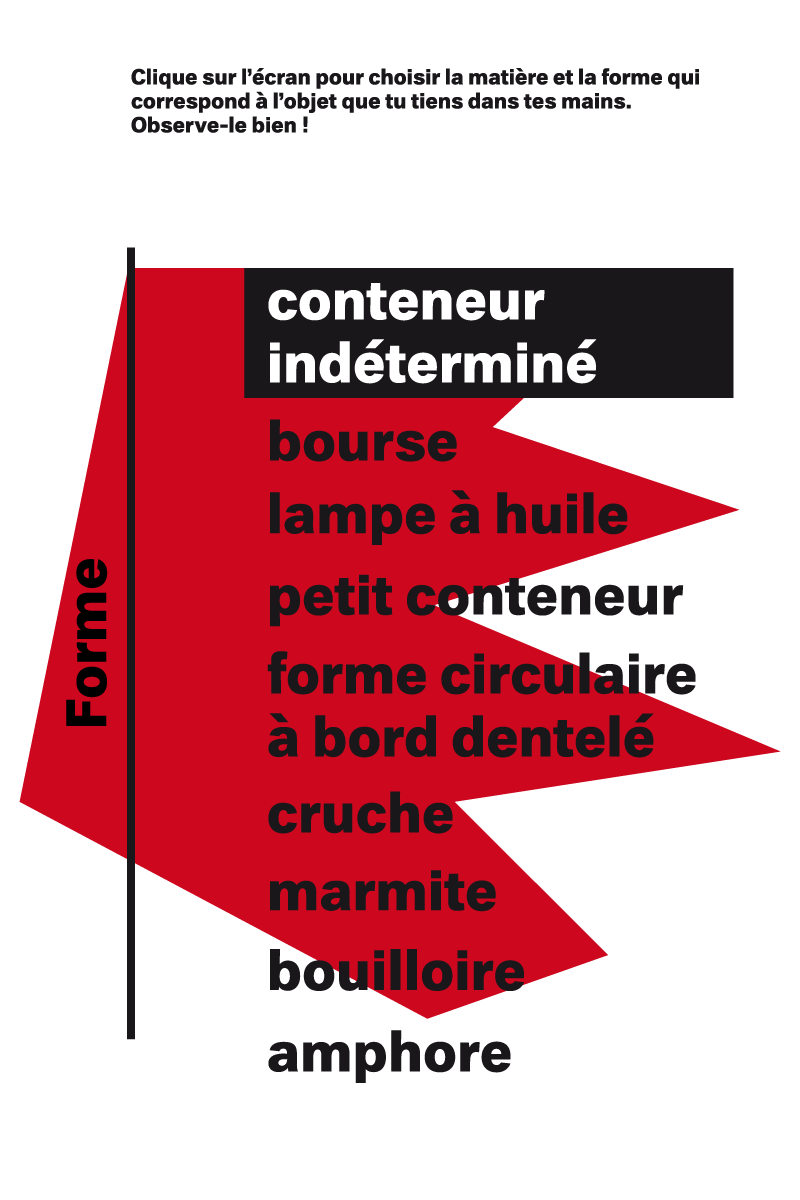 Clique sur l’écran pour choisir la matière et la forme qui
correspond à l’objet que tu tiens dans tes mains.
Observe-le bien !
Forme
conteneur
indéterminé
bourse
lampe à huile
petit conteneur
forme circulaire
à bord dentelé
cruche
marmite
bouilloire
amphore